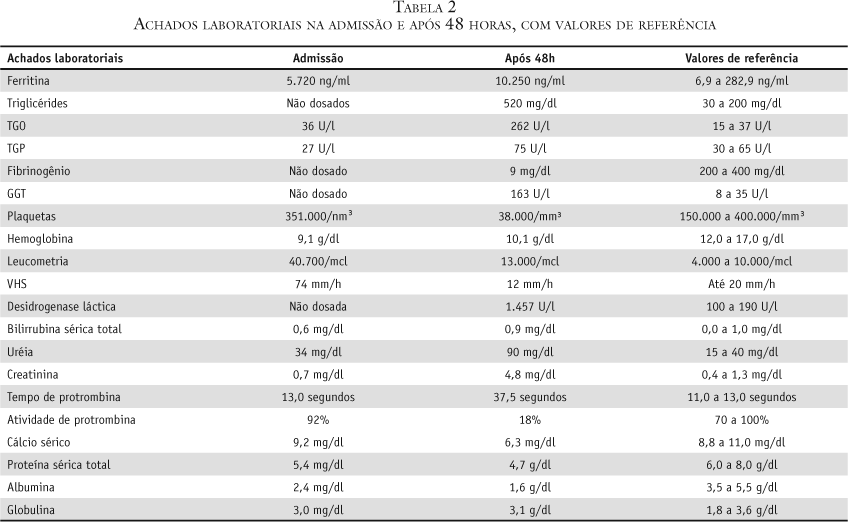 Tabela 2
Achados laboratoriais na admissão e após 48 horas, com valores de referência
Achados laboratoriais Admissão Após 48h Valores de referência
Ferritina 5.720 ng/ml 10.250 ng/ml 6,9 a 282,9 ng/ml
Triglicérides Não dosados 520 mg/dl 30 a 200 mg/dl
TGO 36 U/l 262 U/l 15 a 37 U/l
TGP 27 U/l 75 U/l 30 a 65 U/l
Fibrinogênio Não dosado 9 mg/dl 200 a 400 mg/dl
GGT Não dosado 163 U/l 8 a 35 U/l
Plaquetas 351.000/nm³ 38.000/mm³ 150.000 a 400.000/mm³
Hemoglobina 9,1 g/dl 10,1 g/dl 12,0 a 17,0 g/dl
Leucometria 40.700/mcl 13.000/mcl 4.000 a 10.000/mcl
VHS 74 mm/h 12 mm/h Até 20 mm/h
Desidrogenase láctica Não dosada 1.457 U/l 100 a 190 U/l
Bilirrubina sérica total 0,6 mg/dl 0,9 mg/dl 0,0 a 1,0 mg/dl
Uréia 34 mg/dl 90 mg/dl 15 a 40 mg/dl
Creatinina 0,7 mg/dl 4,8 mg/dl 0,4 a 1,3 mg/dl
Tempo de protrombina 13,0 segundos 37,5 segundos 11,0 a 13,0 segundos
Atividade de protrombina 92% 18% 70 a 100%
Cálcio sérico 9,2 mg/dl 6,3 mg/dl 8,8 a 11,0 mg/dl
Proteína sérica total 5,4 mg/dl 4,7 g/dl 6,0 a 8,0 g/dl
Albumina 2,4 mg/dl 1,6 g/dl 3,5 a 5,5 g/dl
Globulina 3,0 mg/dl 3,1 g/dl 1,8 a 3,6 g/dl